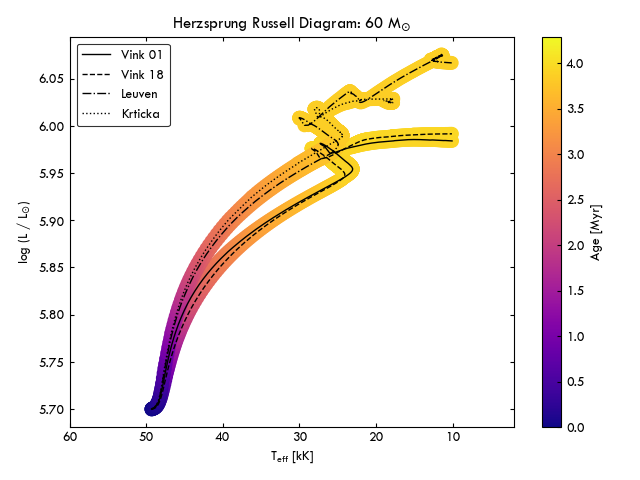 Herzsprung Russell Diagram: 60 M⊙
Vink 01
Vink 18
Leuven
Krticka
6.05
6.00
5.95
5.90
5.85
5.80
5.75
5.70
log (L / L⊙)
60
50
40
30
20
10
T_eff [kK]
4.0
3.5
3.0
2.5
2.0
1.5
1.0
0.5
0.0
Age [Myr]